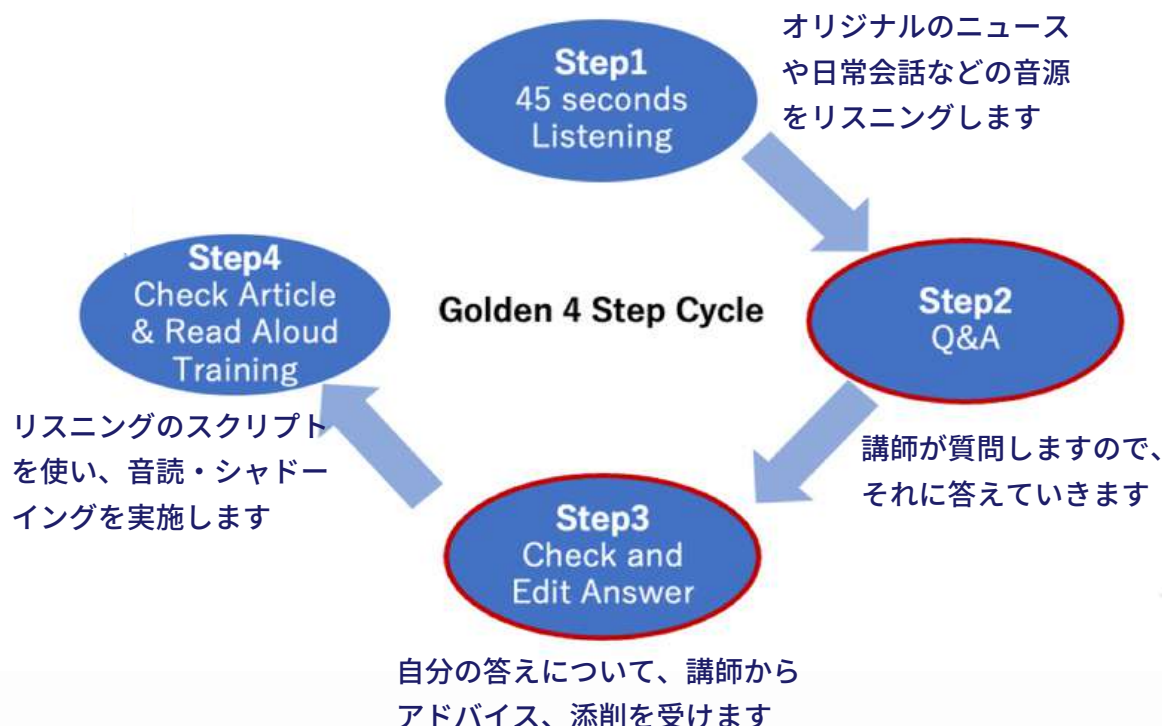 Step1
45 seconds
Listening
オリジナルのニュース
や日常会話などの音源
をリスニングします
Golden 4 Step Cycle
Step2
Q&A
講師が質問しますので、
それに答えていきます
Step3
Check and
Edit Answer
自分の答えについて、講師から
アドバイス、添削を受けます
Step4
Check Article
& Read Aloud
Training
リスニングのスクリプト
を使い、音読・シャドー
イングを実施します